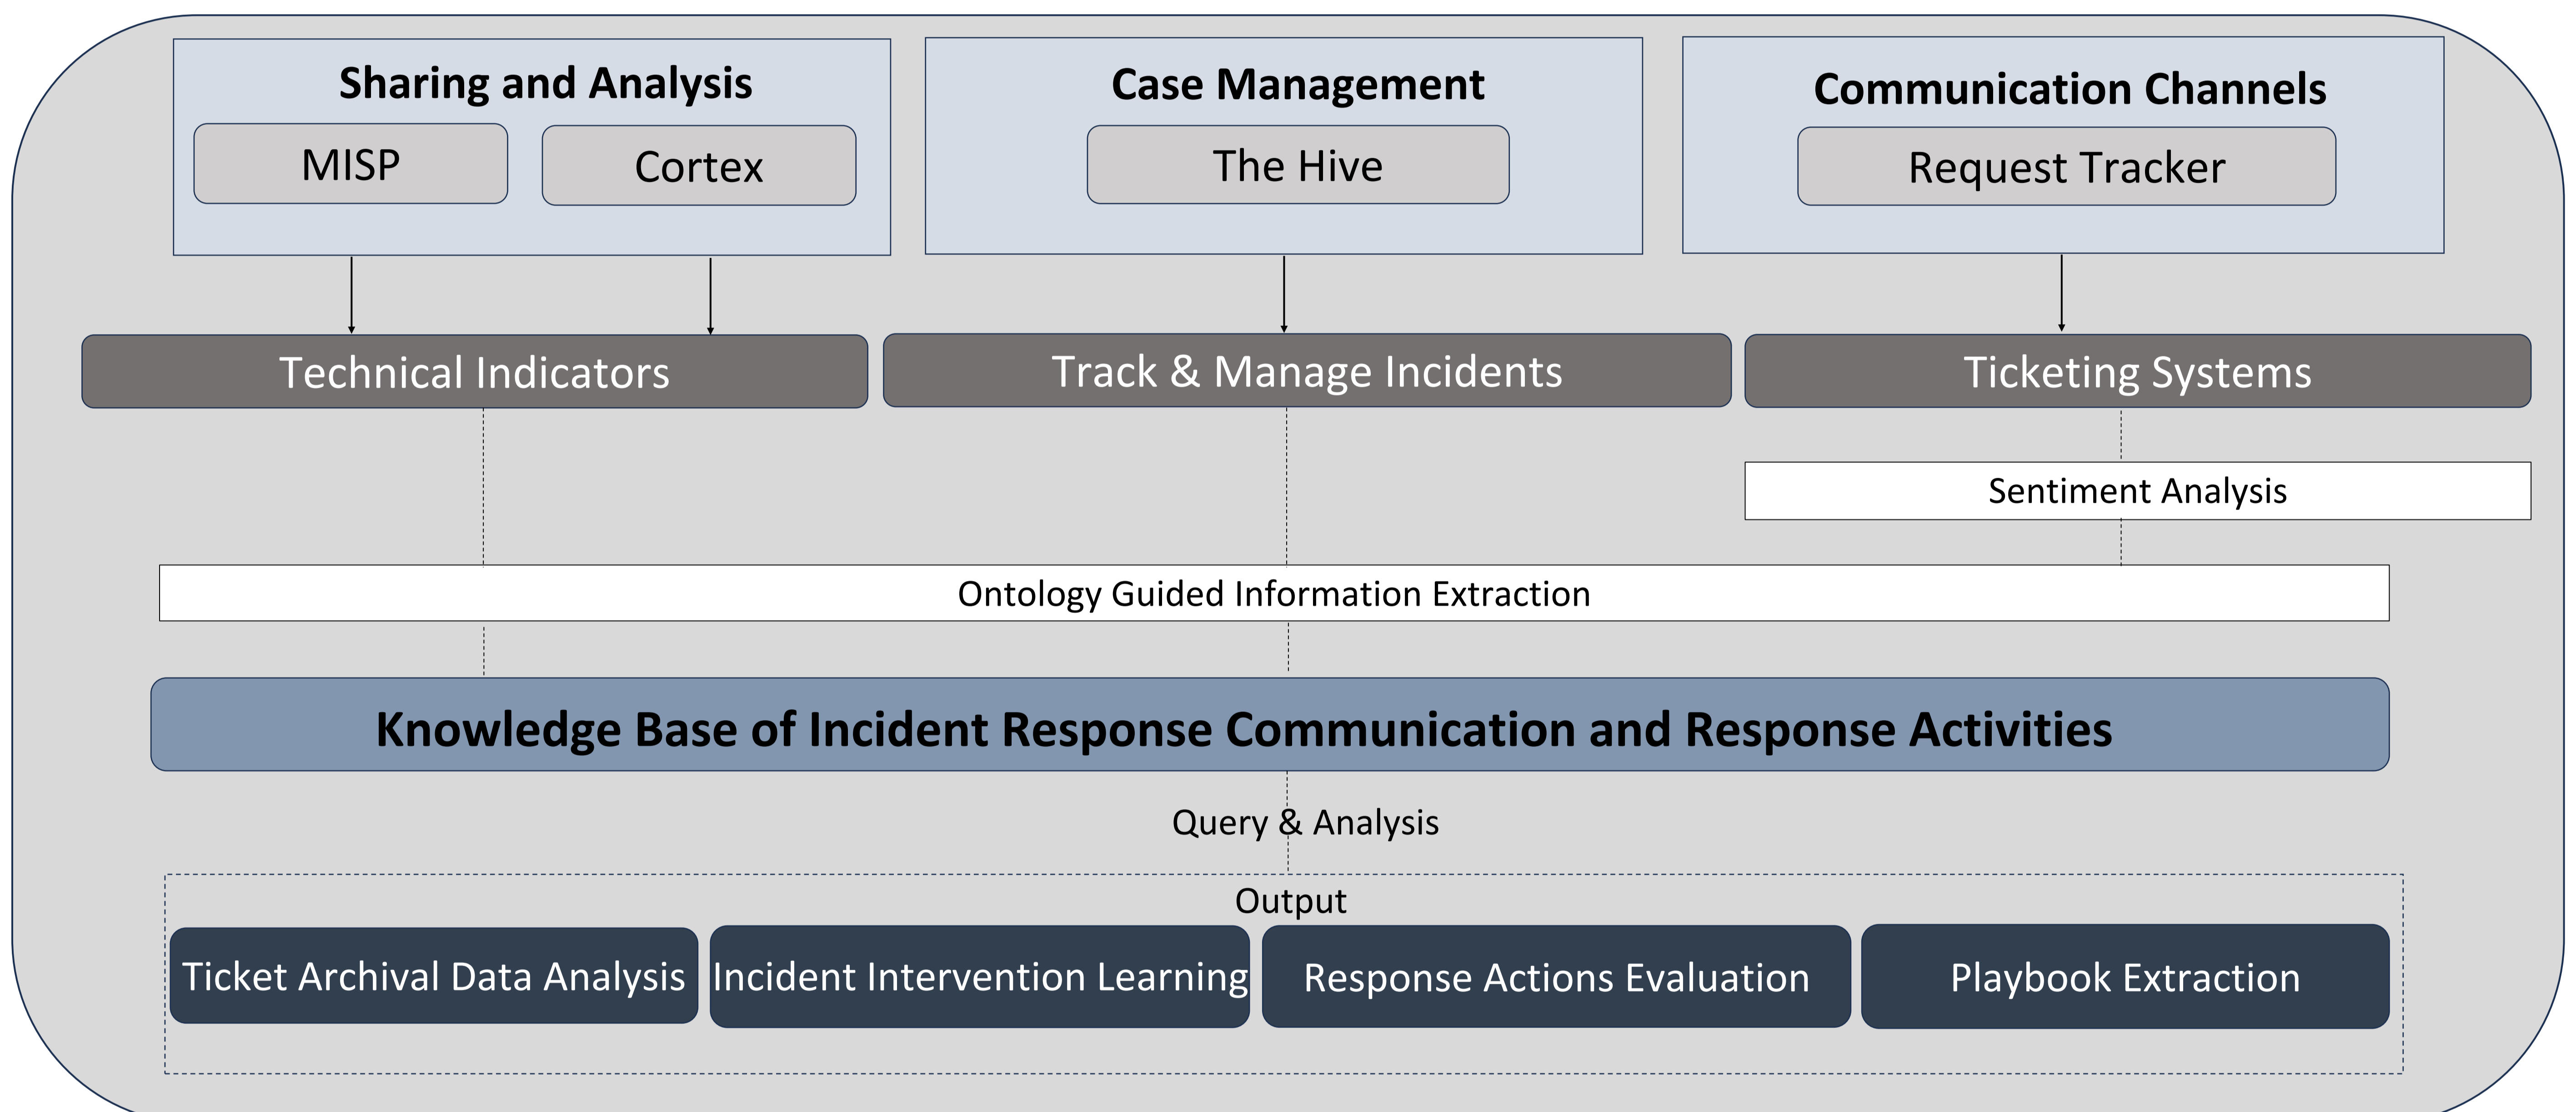 Sharing and Analysis
Case Management
Communication Channels
MISP
Cortex
The Hive
Request Tracker
Technical Indicators
Track & Manage Incidents
Ticketing Systems
Sentiment Analysis
Ontology Guided Information Extraction
Knowledge Base of Incident Response Communication and Response Activities
Query & Analysis
Output
Ticket Archival Data Analysis
Incident Intervention Learning
Response Actions Evaluation
Playbook Extraction